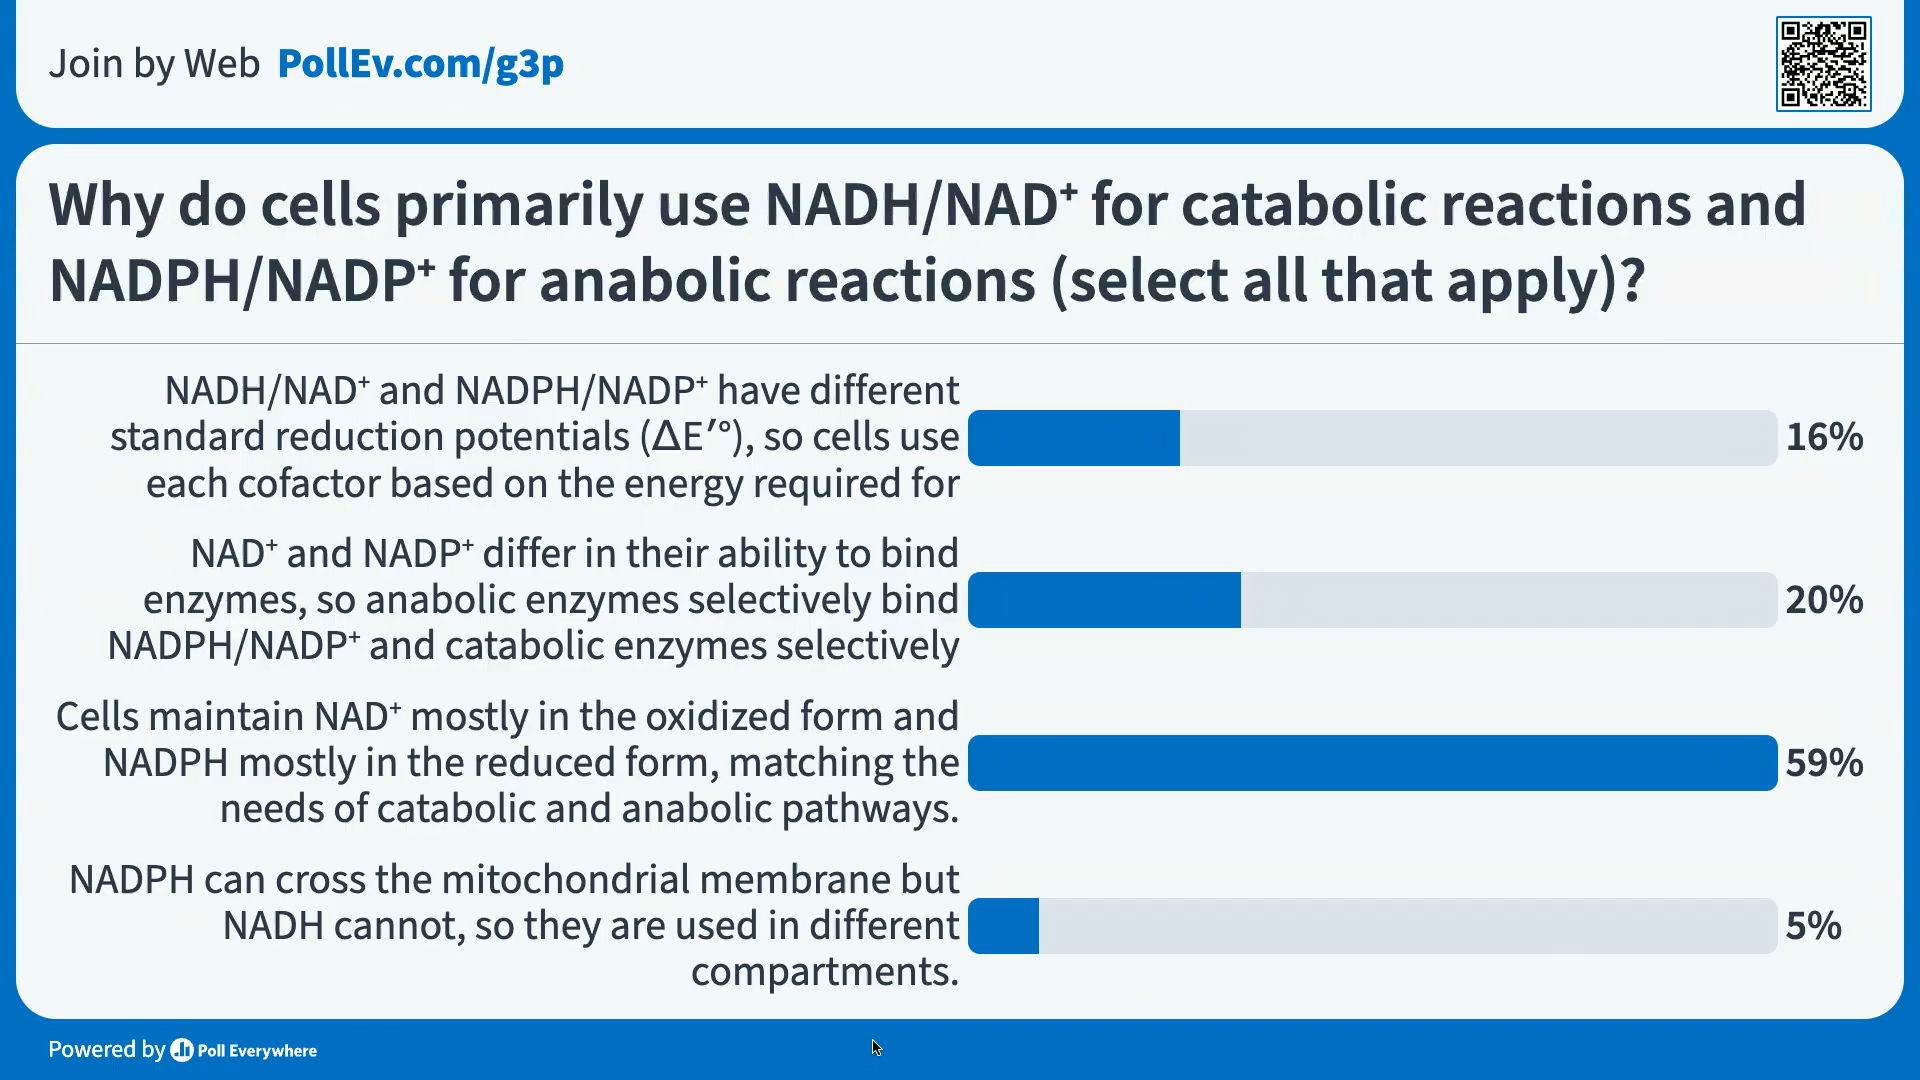 Join by Web PollEv.com/g3p
Why do cells primarily use NADH/NAD⁺ for catabolic reactions and
NADPH/NADP⁺ for anabolic reactions (select all that apply)?
NADH/NAD⁺ and NADPH/NADP⁺ have different
standard reduction potentials (ΔE′°), so cells use
each cofactor based on the energy required for
16%
NAD⁺ and NADP⁺ differ in their ability to bind
enzymes, so anabolic enzymes selectively bind
NADPH/NADP⁺ and catabolic enzymes selectively
20%
Cells maintain NAD⁺ mostly in the oxidized form and
NADPH mostly in the reduced form, matching the
needs of catabolic and anabolic pathways.
59%
NADPH can cross the mitochondrial membrane but
NADH cannot, so they are used in different
compartments.
5%
Powered by Poll Everywhere